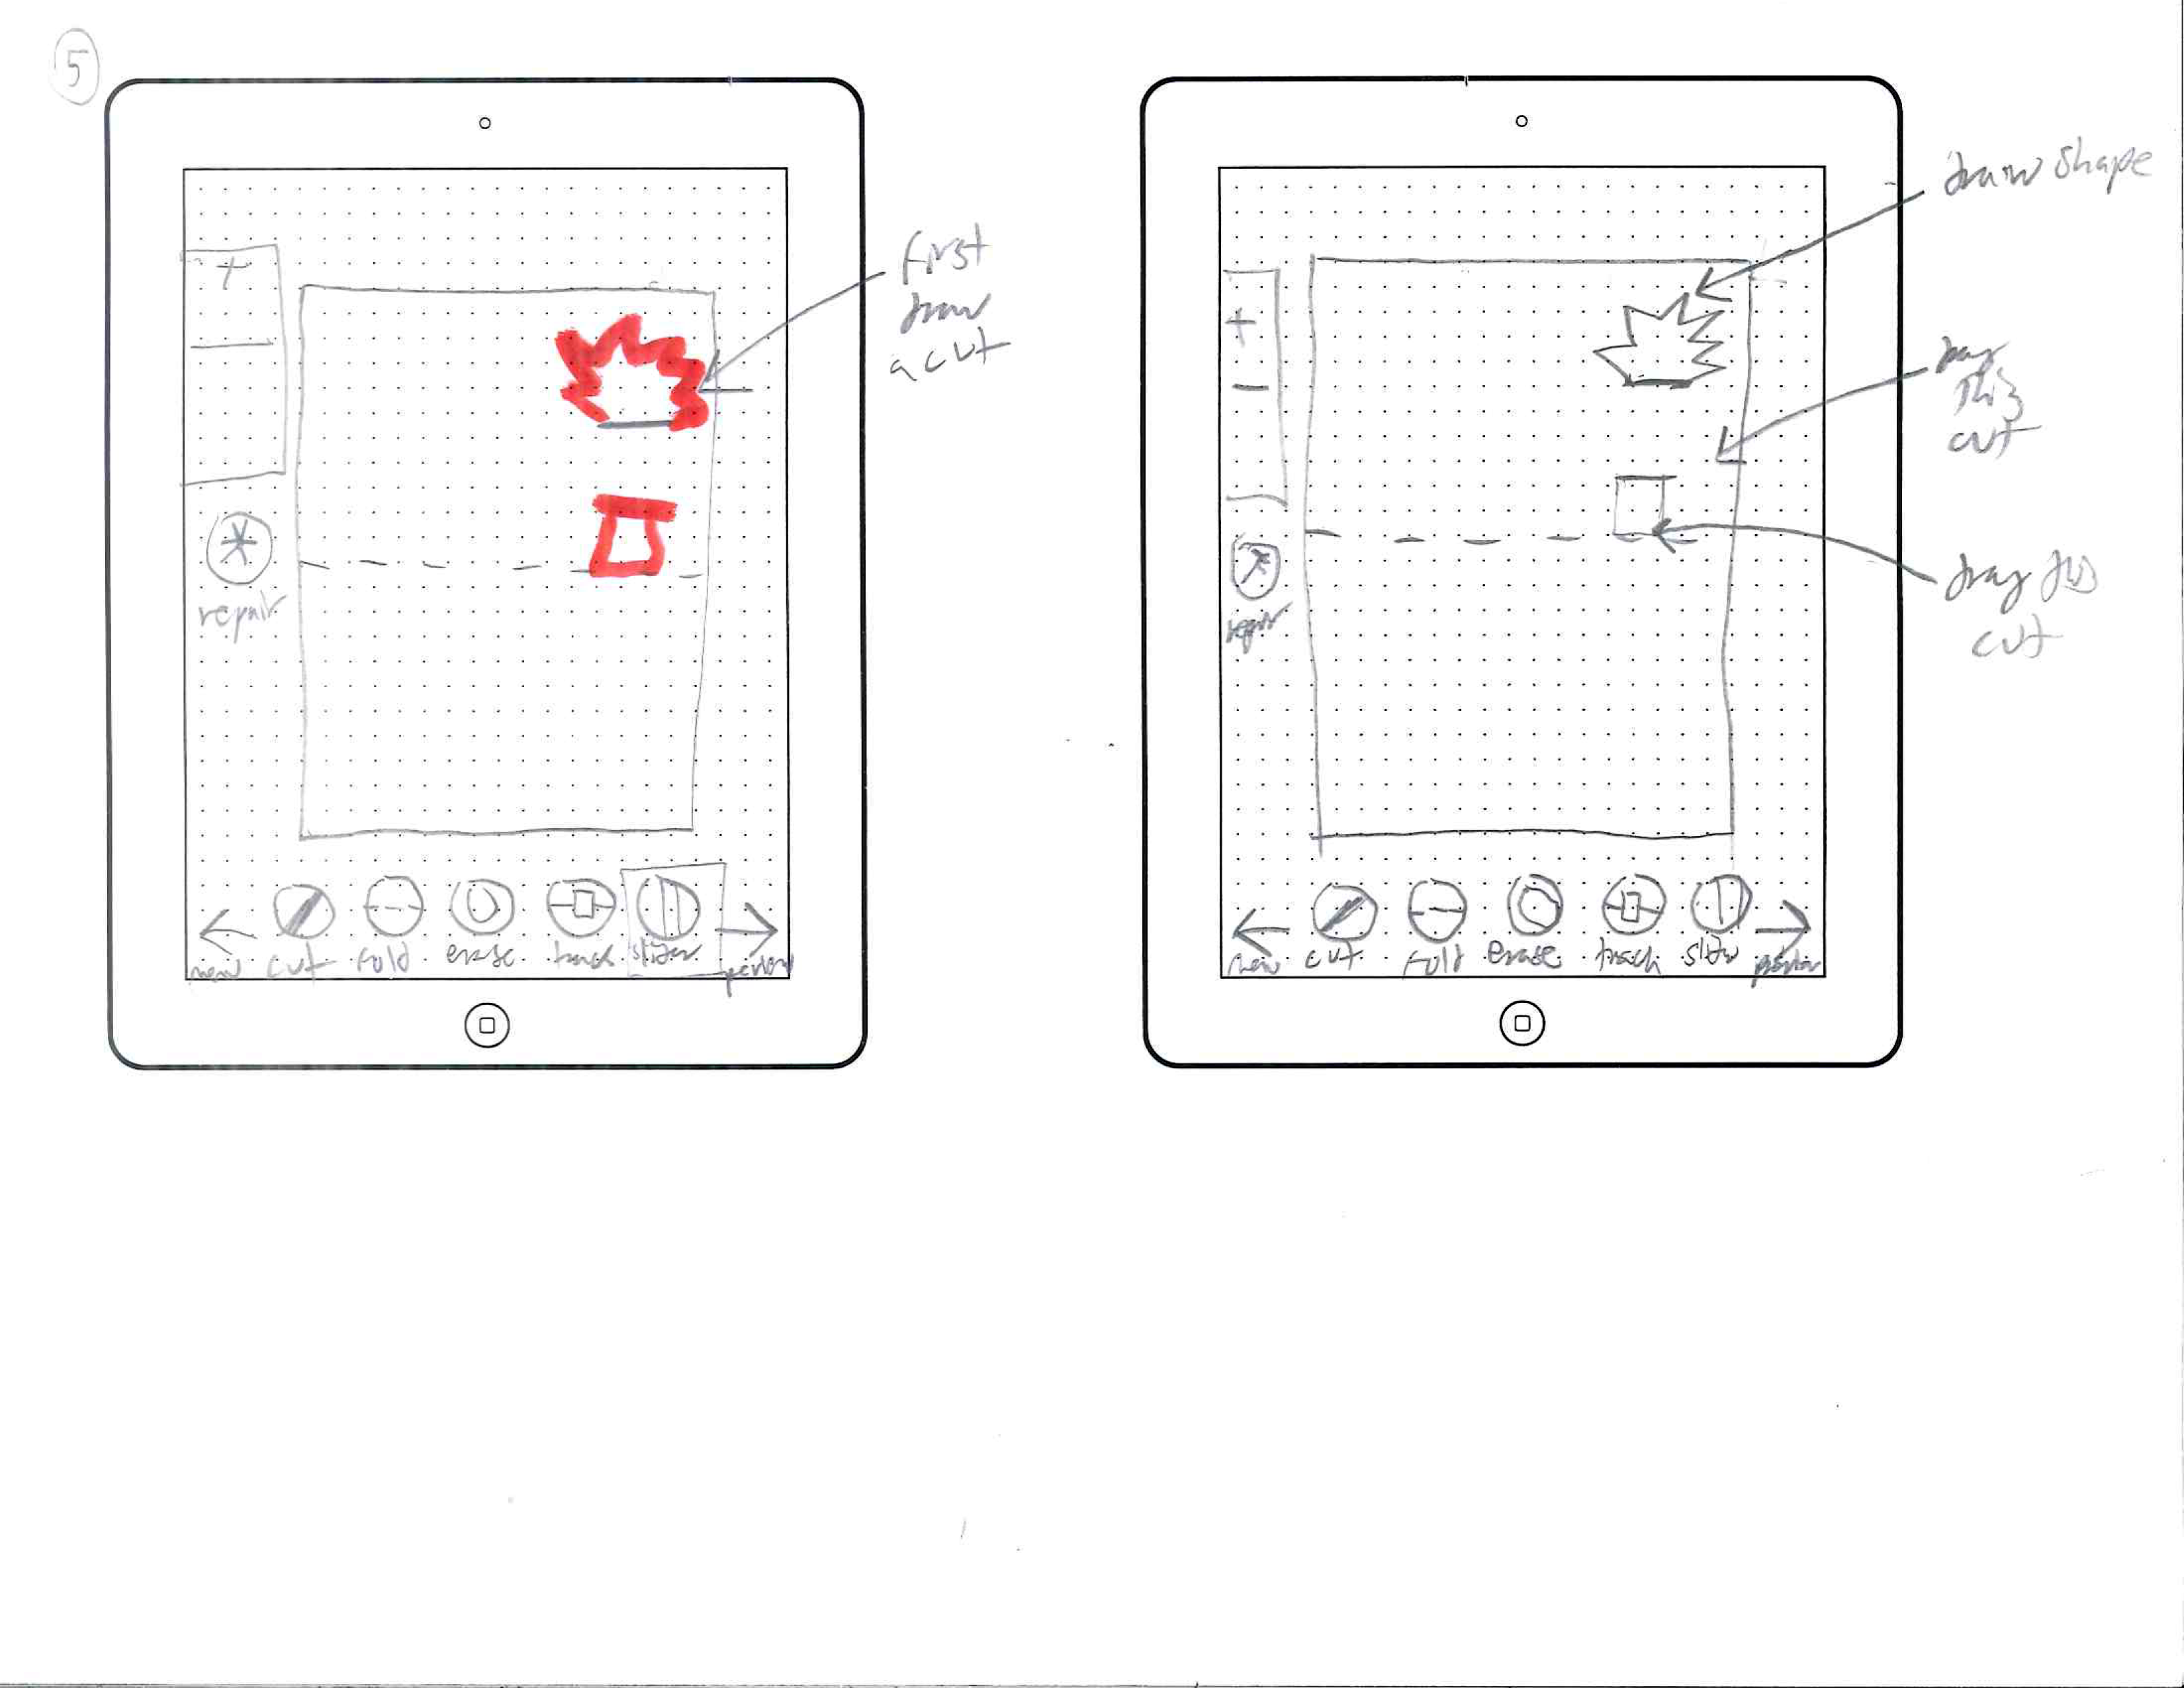 5
first
draw
a cut
+
repair
new cut fold erase track slider
draw shape
drag
this
cut
+
-
repair
drag this
cut
new cut fold erase track slider preview